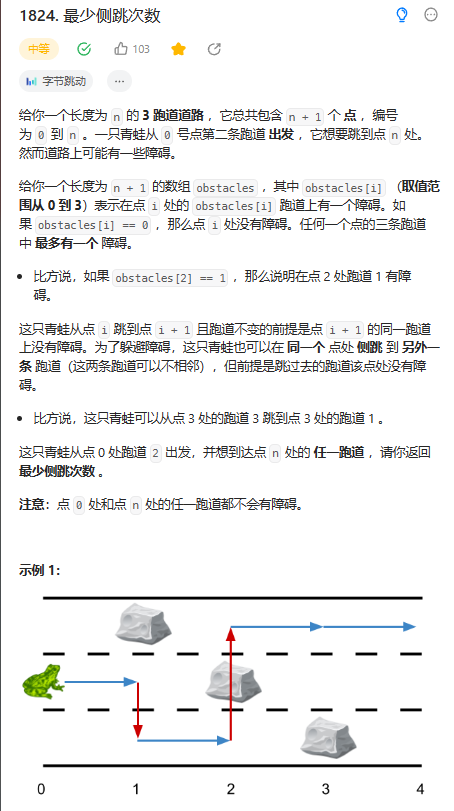 1824. 最少侧跳次数
中等 103
字节跳动 ...
给你一个长度为 n 的 3 跑道道路 ，它总共包含 n + 1 个 点 ，编号
为 0 到 n 。一只青蛙从 0 号点第二条跑道 出发 ，它想要跳到点 n 处。
然而道路上可能有一些障碍。
给你一个长度为 n + 1 的数组 obstacles ，其中 obstacles[i] （取值范
围从 0 到 3）表示在点 i 处的 obstacles[i] 跑道上有一个障碍。如
果 obstacles[i] == 0 ，那么点 i 处没有障碍。任何一个点的三条跑道
中 最多有一个 障碍。
• 比方说，如果 obstacles[2] == 1 ，那么说明在点 2 处跑道 1 有障
碍。
这只青蛙从点 i 跳到点 i + 1 且跑道不变的前提是点 i + 1 的同一跑道
上没有障碍。为了躲避障碍，这只青蛙也可以在 同一个 点处 侧跳 到 另外一
条 跑道（这两条跑道可以不相邻），但前提是跳过去的跑道该点处没有障
碍。
• 比方说，这只青蛙可以从点 3 处的跑道 3 跳到点 3 处的跑道 1 。
这只青蛙从点 0 处跑道 2 出发，并想到达点 n 处的 任一跑道 ，请你返回
最少侧跳次数 。
注意：点 0 处和点 n 处的任一跑道都不会有障碍。
示例 1：
0 1 2 3 4